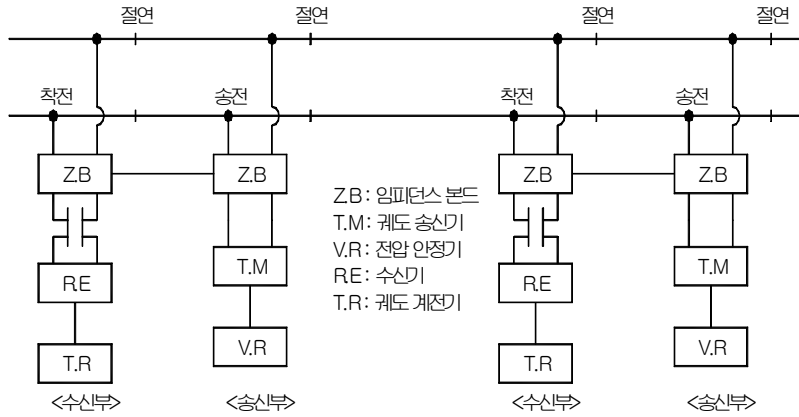 절연 절연 절연 절연
착전 송전 착전 송전
Z.B Z.B Z.B Z.B
Z.B : 임피던스 본드
T.M : 궤도 송신기
V.R : 전압 안정기
R.E : 수신기
T.R : 궤도 계전기
R.E T.M R.E T.M
T.R V.R T.R V.R
<수신부> <송신부> <수신부> <송신부>